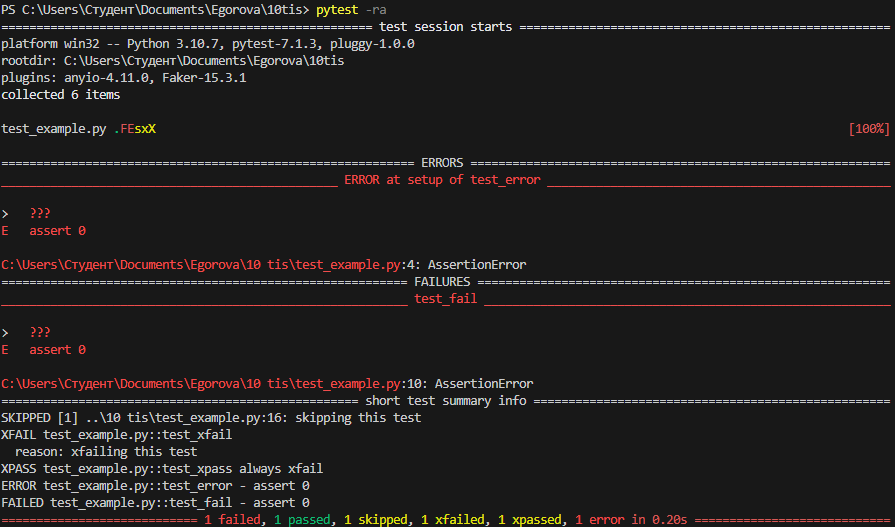 PS C:\Users\Студент\Documents\Egorova\10tis> pytest -ra
==================================================== test session starts ====================================================
platform win32 -- Python 3.10.7, pytest-7.1.3, pluggy-1.0.0
rootdir: C:\Users\Студент\Documents\Egorova\10tis
plugins: anyio-4.11.0, Faker-15.3.1
collected 6 items
test_example.py .FEsxX [100%]
========================================================== ERRORS ===========================================================
_______________________________________________ ERROR at setup of test_error ________________________________________________
> ???
E assert 0
C:\Users\Студент\Documents\Egorova\10 tis\test_example.py:4: AssertionError
========================================================= FAILURES ==========================================================
_________________________________________________________ test_fail _________________________________________________________
> ???
E assert 0
C:\Users\Студент\Documents\Egorova\10 tis\test_example.py:10: AssertionError
================================================== short test summary info ==================================================
SKIPPED [1] ..\10 tis\test_example.py:16: skipping this test
XFAIL test_example.py::test_xfail
reason: xfailing this test
XPASS test_example.py::test_xpass always xfail
ERROR test_example.py::test_error - assert 0
FAILED test_example.py::test_fail - assert 0
============================ 1 failed, 1 passed, 1 skipped, 1 xfailed, 1 xpassed, 1 error in 0.20s ============================